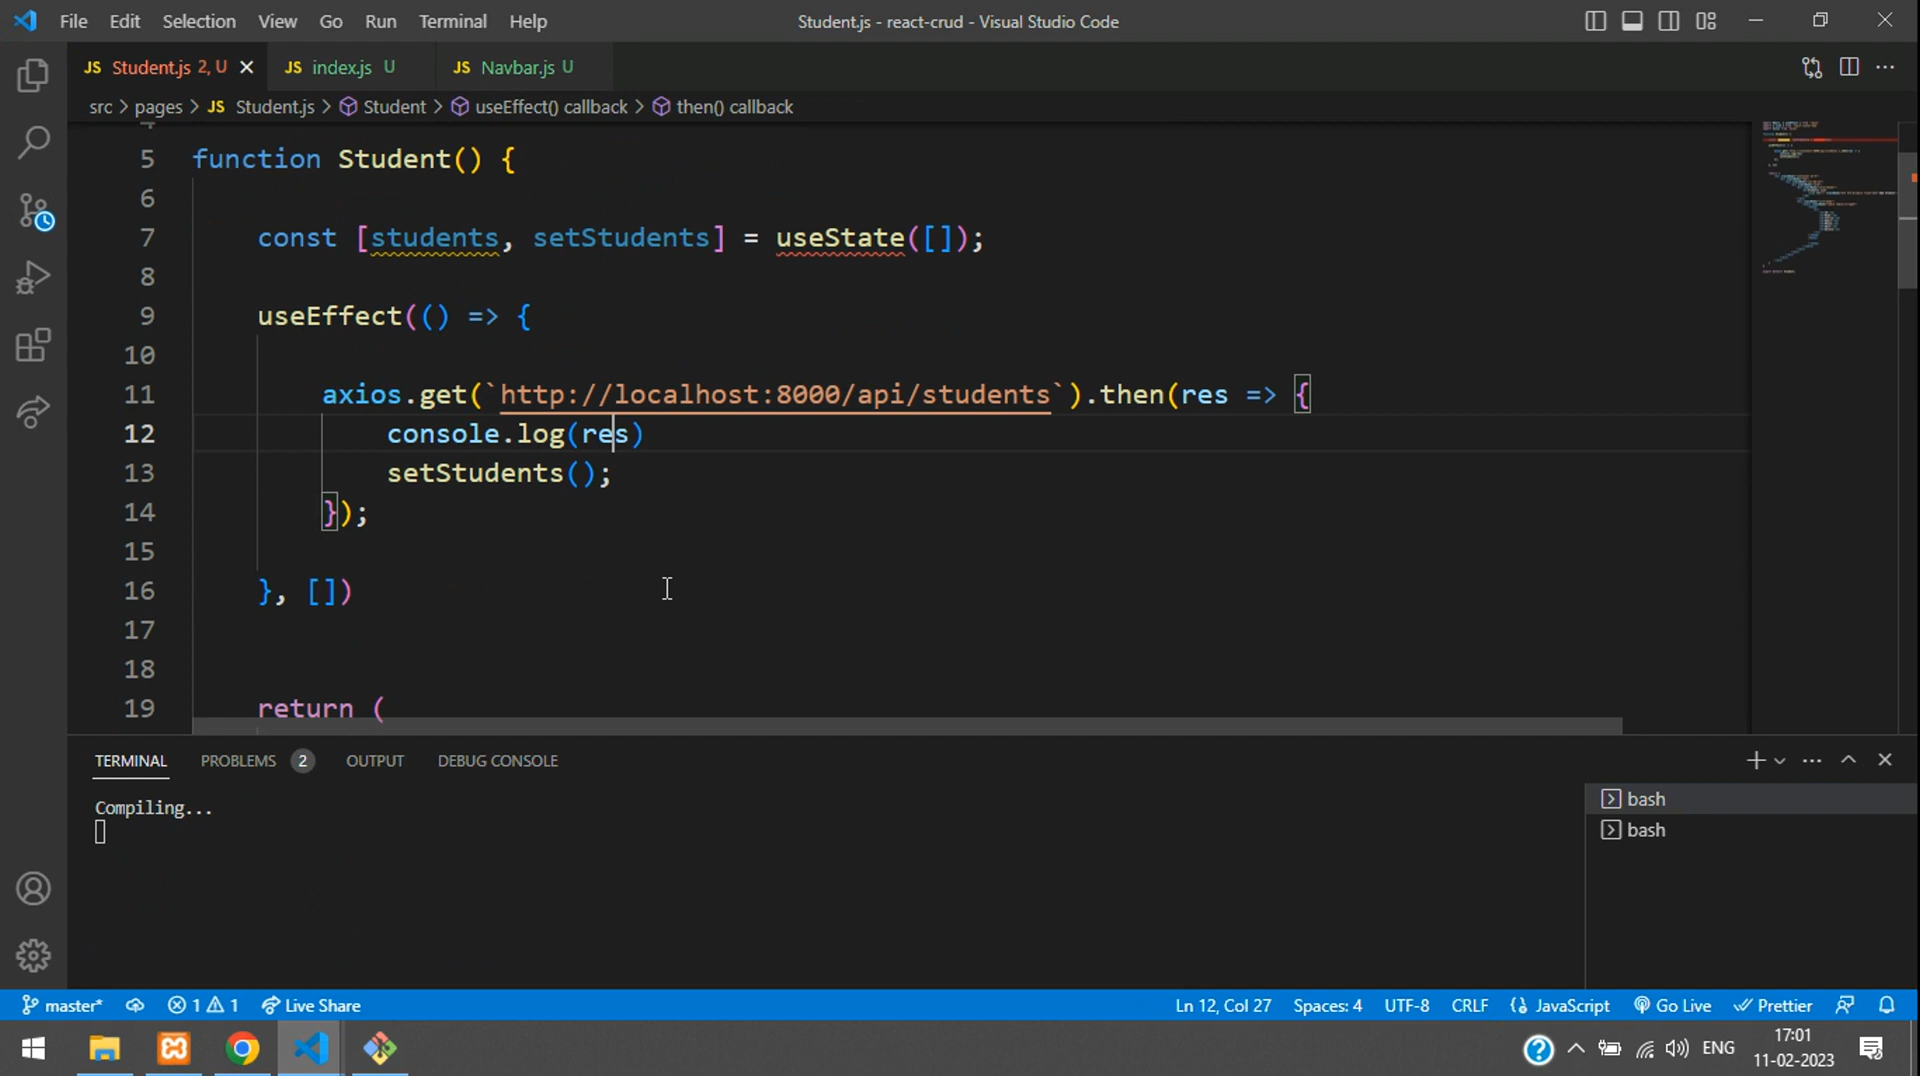 File Edit Selection View Go Run Terminal Help Student.js - react-crud - Visual Studio Code
JS Student.js 2, U JS index.js U JS Navbar.js U
src > pages > JS Student.js > Student > useEffect() callback > then() callback
5 function Student() {
6
7 const [students, setStudents] = useState([]);
8
9 useEffect(() => {
10
11 axios.get(`http://localhost:8000/api/students`).then(res => {
12 console.log(res)
13 setStudents();
14 });
15
16 }, [])
17
18
19 return (
TERMINAL PROBLEMS 2 OUTPUT DEBUG CONSOLE
Compiling...
bash
bash
master* 1 1 Live Share Ln 12, Col 27 Spaces: 4 UTF-8 CRLF {} JavaScript Go Live Prettier
ENG 17:01
11-02-2023